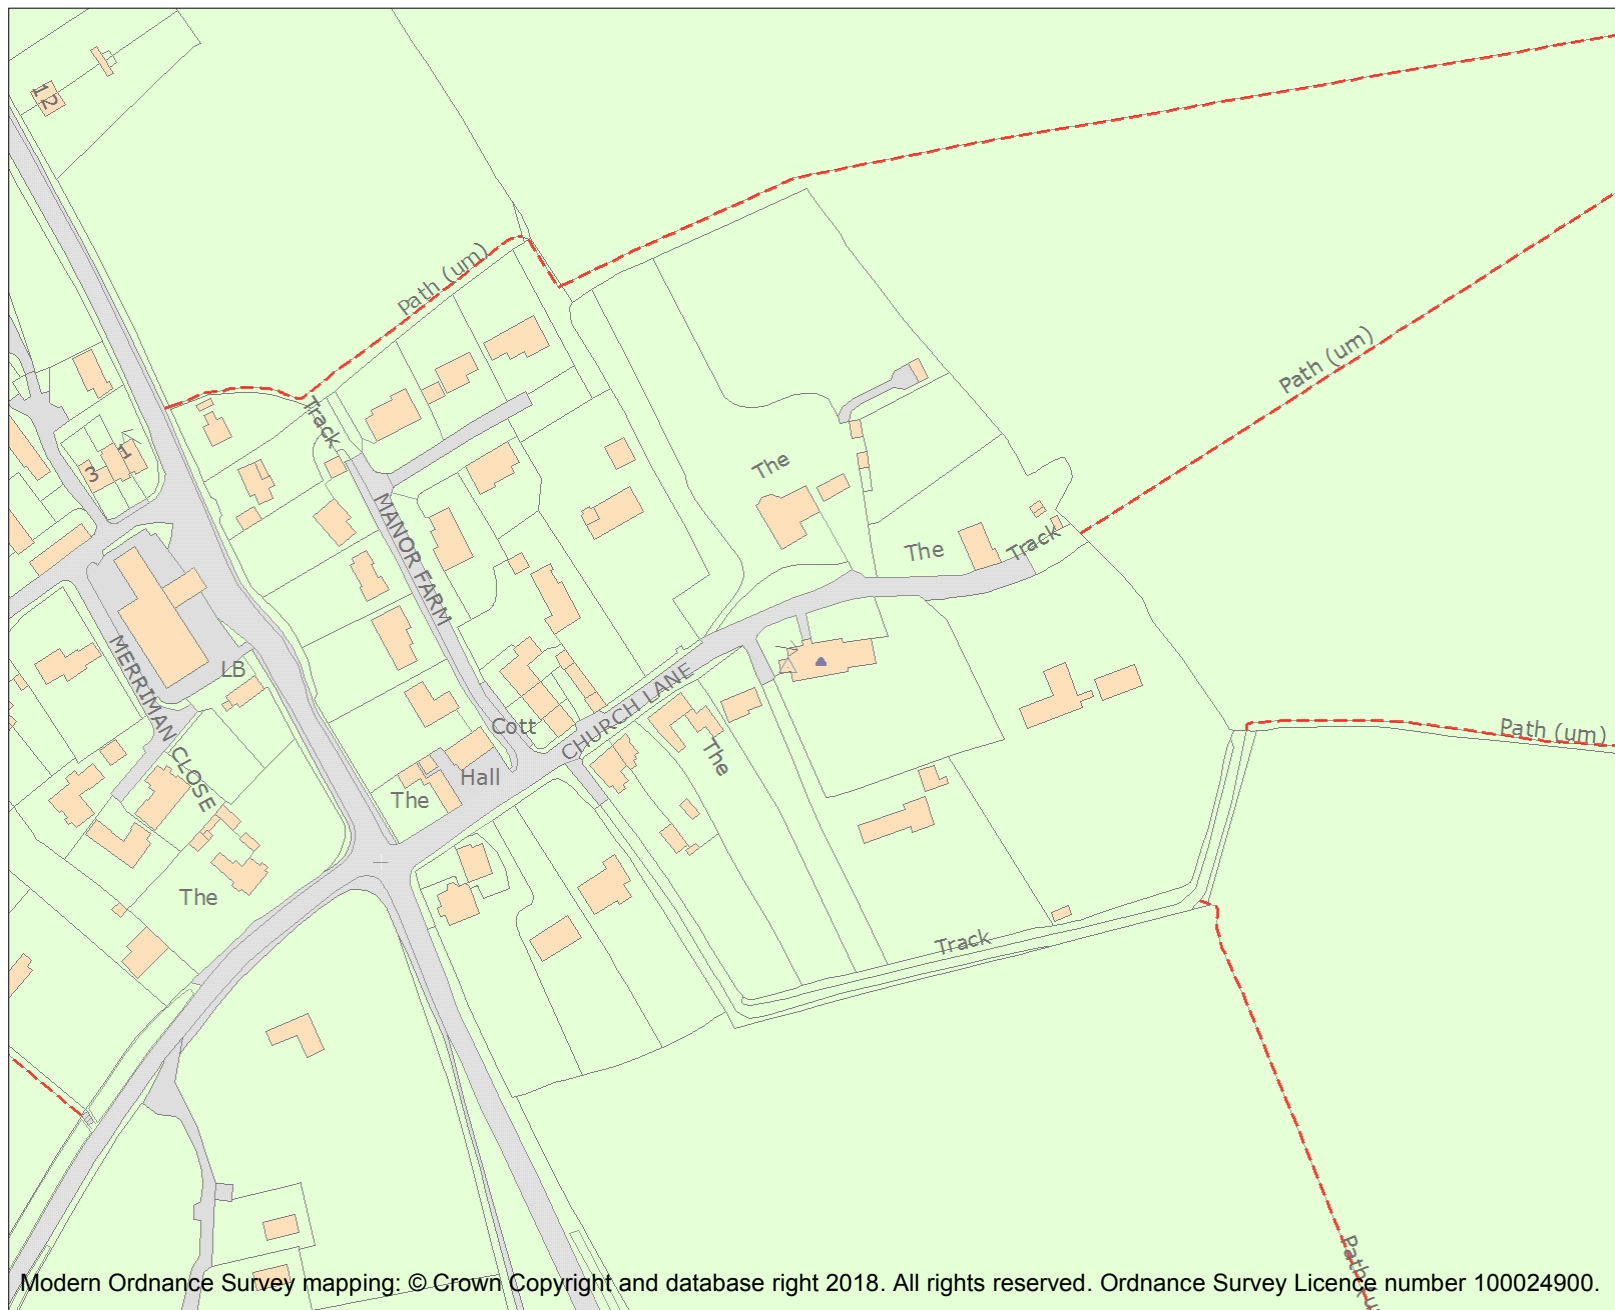 12
Path (um)
Path (um)
Track
3
1
The
MANOR FARM
The
Track
MERRIMAN CLOSE
LB
CHURCH LANE
Cott
The
Hall
The
Path (um)
The
Track
Path
Modern Ordnance Survey mapping: © Crown Copyright and database right 2018. All rights reserved. Ordnance Survey Licence number 100024900.